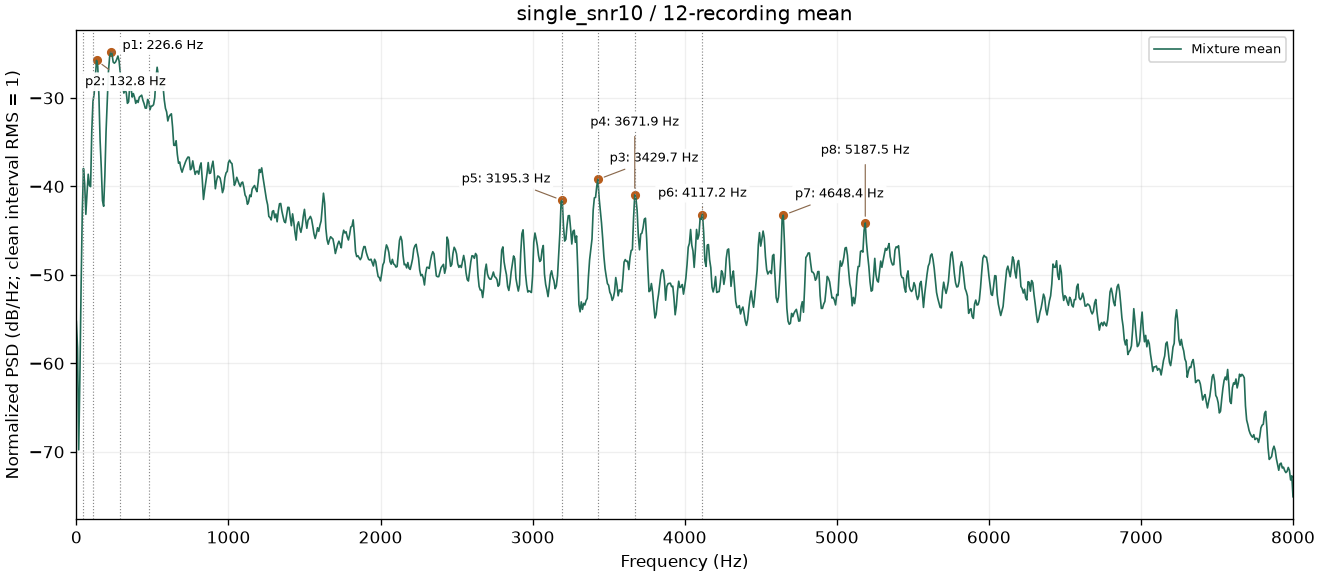 single_snr10 / 12-recording mean
Mixture mean
p1: 226.6 Hz
p2: 132.8 Hz
p4: 3671.9 Hz
p3: 3429.7 Hz
p8: 5187.5 Hz
p5: 3195.3 Hz
p6: 4117.2 Hz
p7: 4648.4 Hz
Normalized PSD (dB/Hz; clean interval RMS = 1)
−30
−40
−50
−60
−70
0
1000
2000
3000
4000
5000
6000
7000
8000
Frequency (Hz)